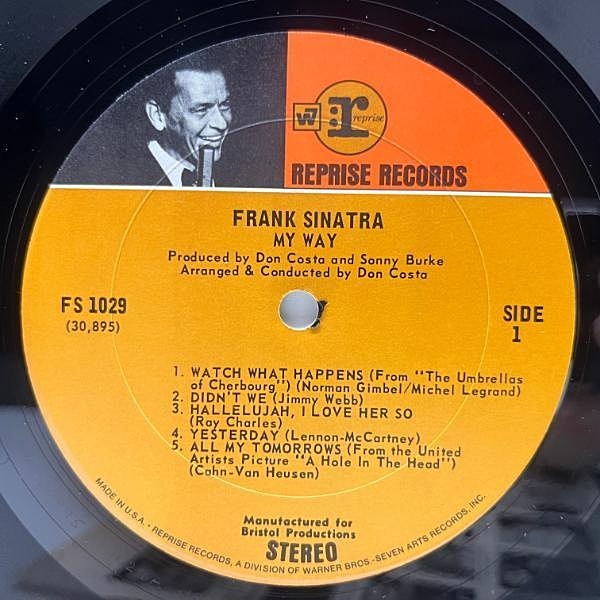 W7 r: reprise
REPRISE RECORDS
FRANK SINATRA
MY WAY
Produced by Don Costa and Sonny Burke
Arranged & Conducted by Don Costa
FS 1029
(30,895)
SIDE
1
1. WATCH WHAT HAPPENS (From "The Umbrellas
of Cherbourg") (Norman Gimbel/Michel Legrand)
2. DIDN'T WE (Jimmy Webb)
3. HALLELUJAH, I LOVE HER SO
(Ray Charles)
4. YESTERDAY (Lennon-McCartney)
5. ALL MY TOMORROWS (From the United
Artists Picture "A Hole In The Head")
(Cahn-Van Heusen)
Manufactured for
Bristol Productions
STEREO
MADE IN U.S.A. • REPRISE RECORDS, A DIVISION OF WARNER BROS.-SEVEN ARTS RECORDS, INC.